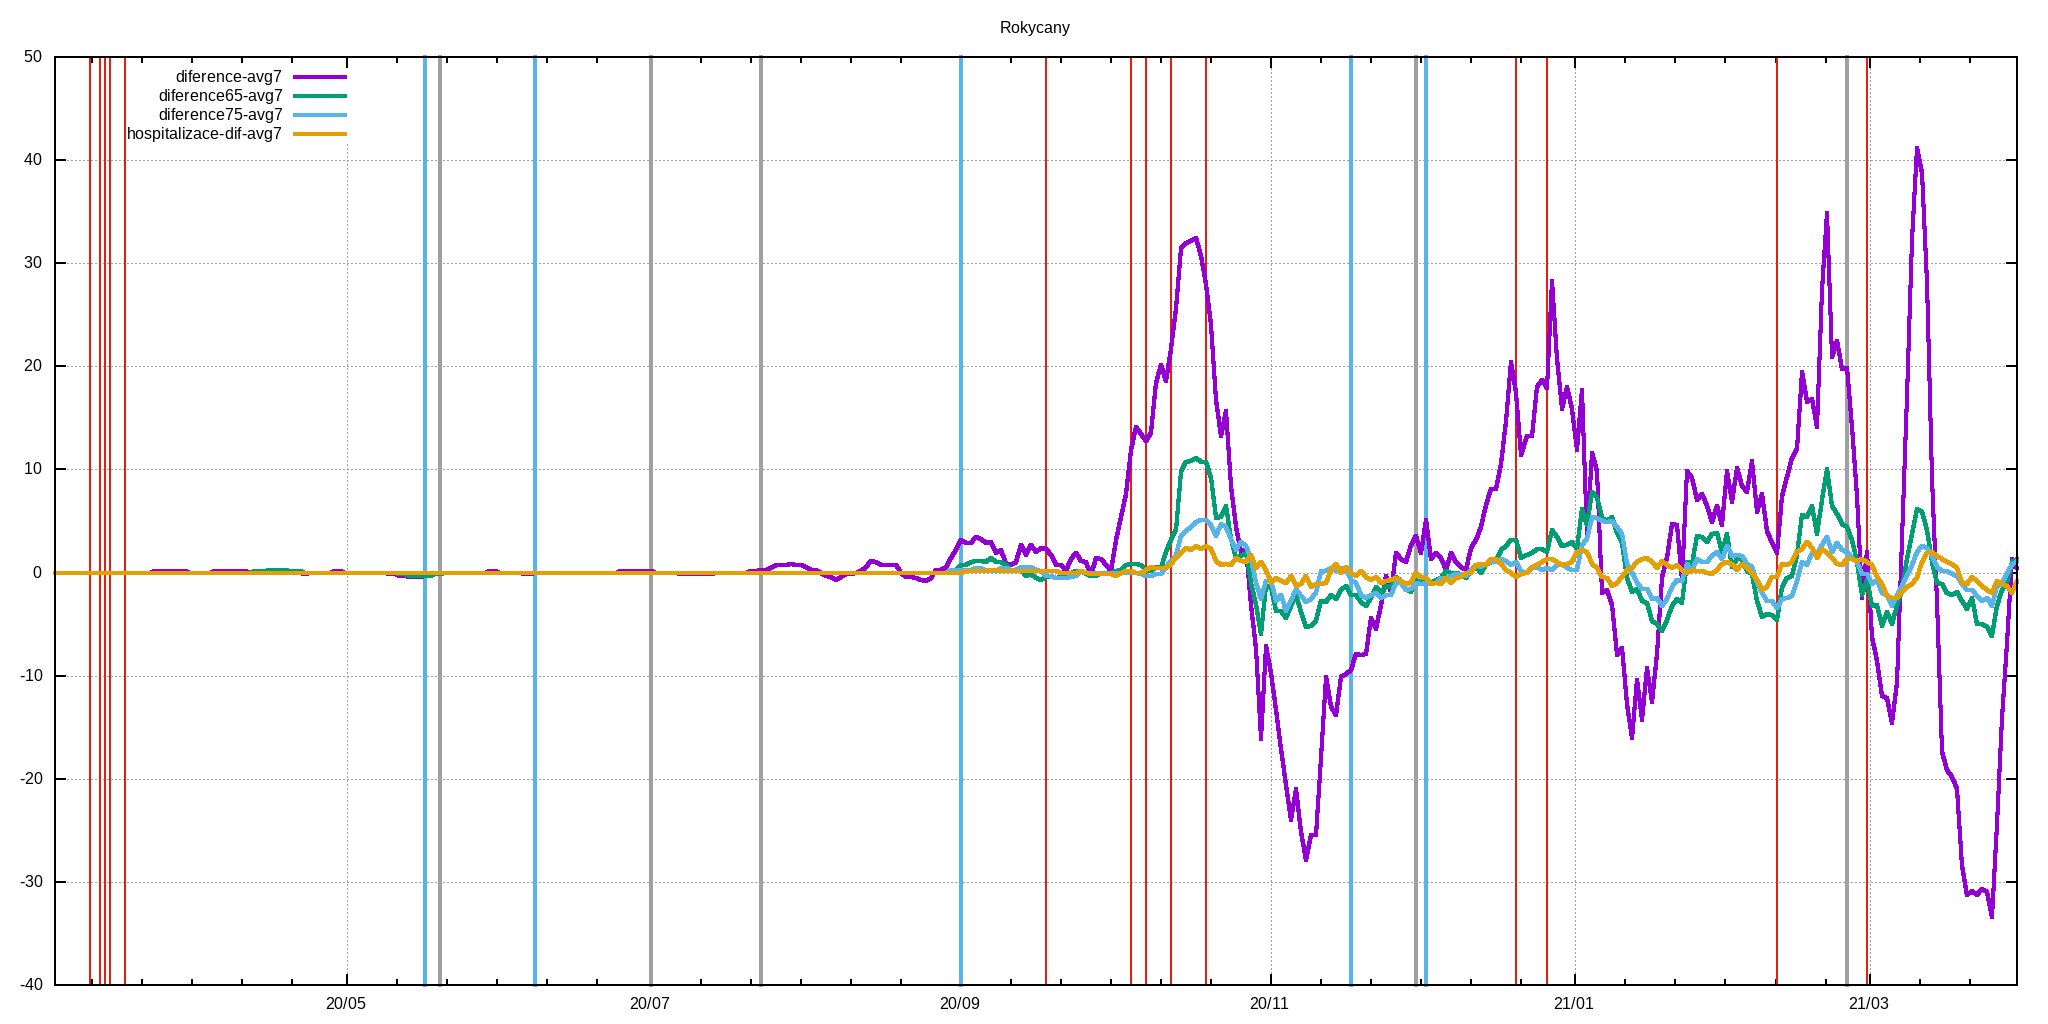 Rokycany
50
diference-avg7
diference65-avg7
diference75-avg7
hospitalizace-dif-avg7
40
30
20
10
0
-10
-20
-30
-40
20/05 20/07 20/09 20/11 21/01 21/03